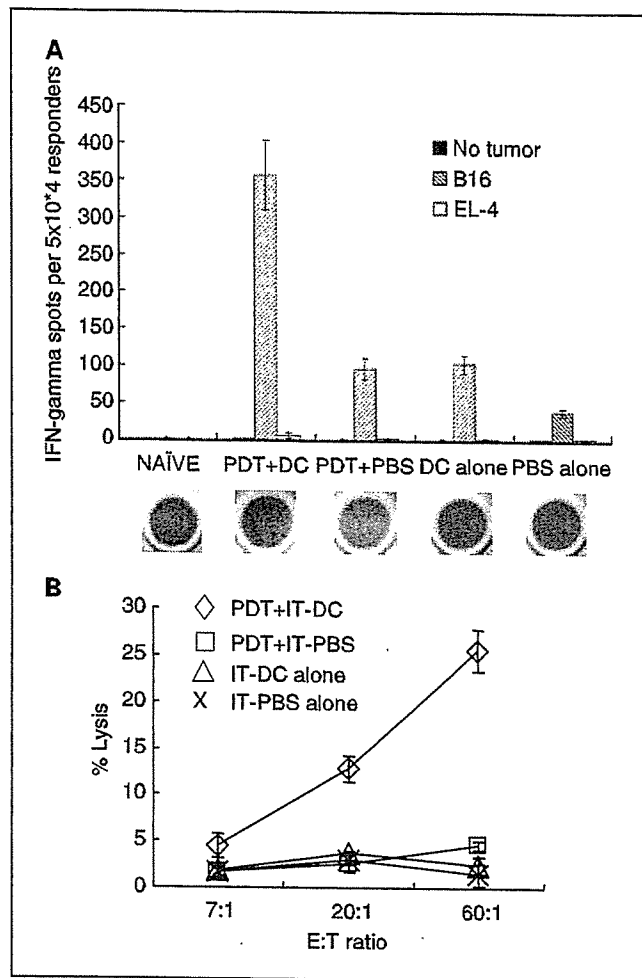 A
IFN-gamma spots per 5x10*4 responders
450
400
350
300
250
200
150
100
50
0
No tumor
B16
EL-4
NAÏVE PDT+DC PDT+PBS DC alone PBS alone
B
% Lysis
30
25
20
15
10
5
0
PDT+IT-DC
PDT+IT-PBS
IT-DC alone
IT-PBS alone
7:1 20:1 60:1
E:T ratio